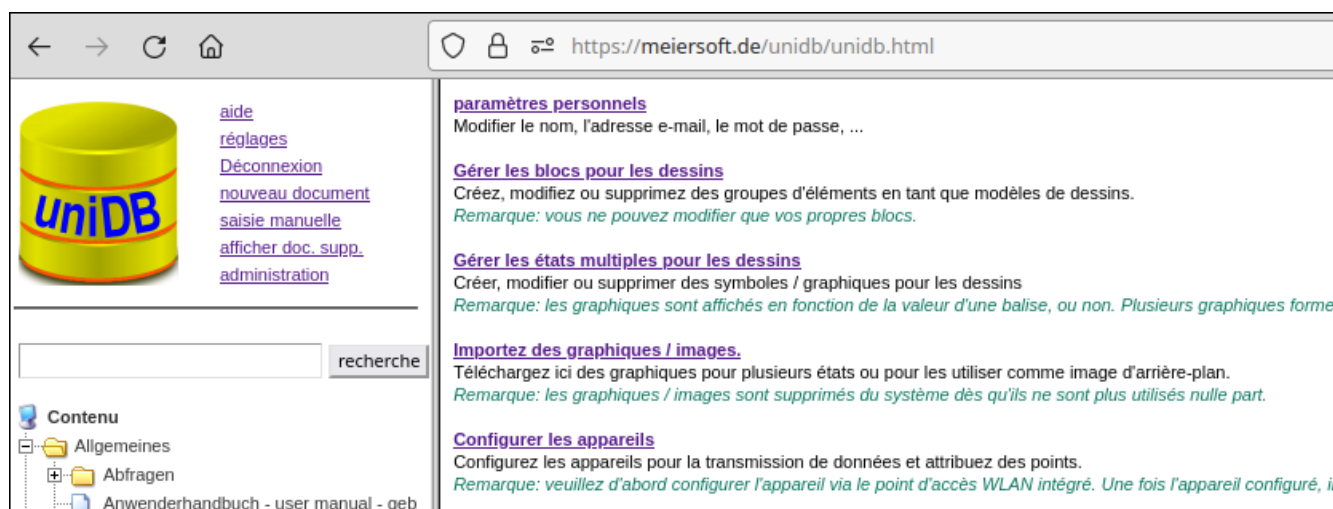 https://meiersoft.de/unidb/unidb.html
uniDB
aide
réglages
Déconnexion
nouveau document
saisie manuelle
afficher doc. supp.
administration
recherche
Contenu
Allgemeines
Abfragen
Anwenderhandbuch - user manual - geb
paramètres personnels
Modifier le nom, l'adresse e-mail, le mot de passe, ...
Gérer les blocs pour les dessins
Créez, modifiez ou supprimez des groupes d'éléments en tant que modèles de dessins.
Remarque: vous ne pouvez modifier que vos propres blocs.
Gérer les états multiples pour les dessins
Créer, modifier ou supprimer des symboles / graphiques pour les dessins
Remarque: les graphiques sont affichés en fonction de la valeur d'une balise, ou non. Plusieurs graphiques forme
Importez des graphiques / images.
Téléchargez ici des graphiques pour plusieurs états ou pour les utiliser comme image d'arrière-plan.
Remarque: les graphiques / images sont supprimés du système dès qu'ils ne sont plus utilisés nulle part.
Configurer les appareils
Configurez les appareils pour la transmission de données et attribuez des points.
Remarque: veuillez d'abord configurer l'appareil via le point d'accès WLAN intégré. Une fois l'appareil configuré,